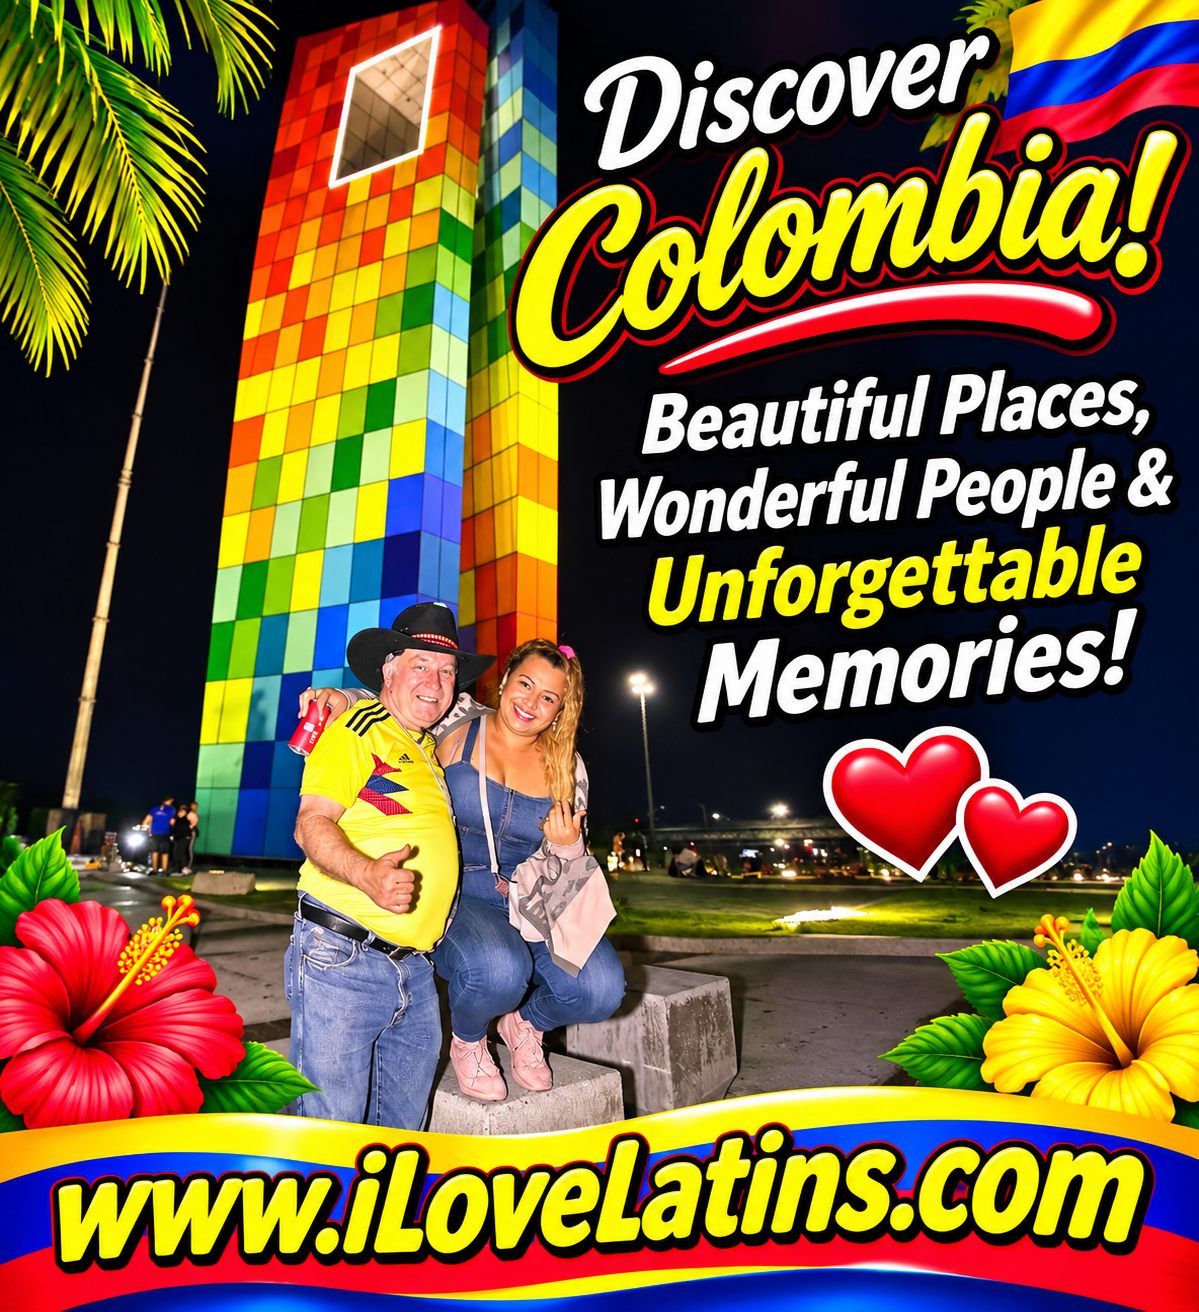 Discover
Colombia!
Beautiful Places,
Wonderful People &
Unforgettable
Memories!
www.iLoveLatins.com